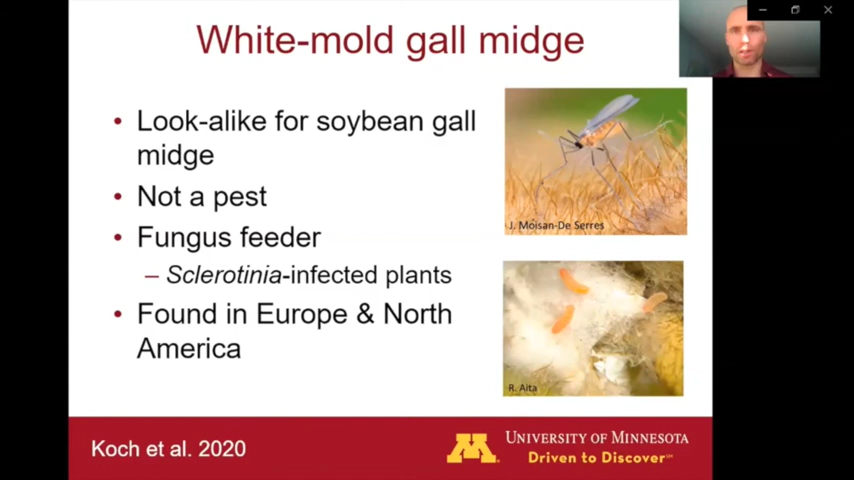 White-mold gall midge
• Look-alike for soybean gall
midge
• Not a pest
• Fungus feeder
– Sclerotinia-infected plants
• Found in Europe & North
America
J. Moisan-De Serres
R. Aita
Koch et al. 2020
M
UNIVERSITY OF MINNESOTA
Driven to Discover℠